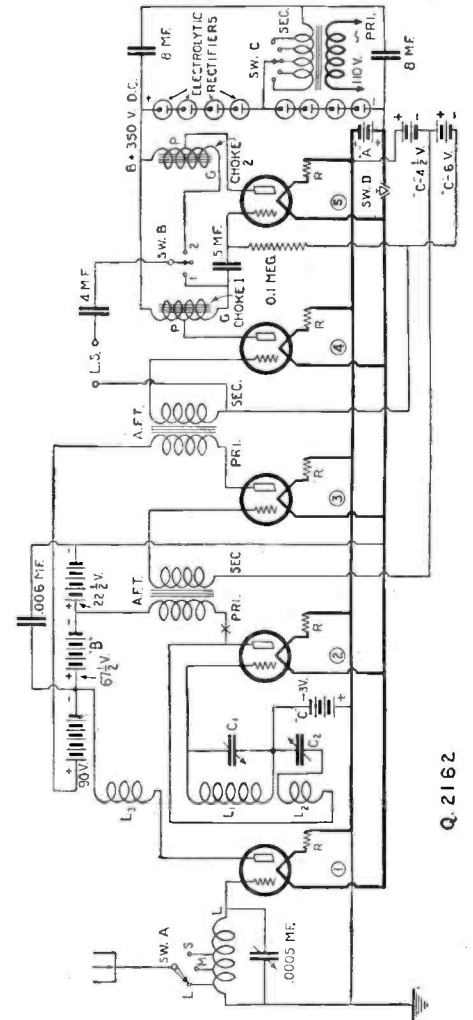 SW. A
L
M
S
L
.0005 MF.
①
R
L3
L1
L2
C1
C2
"C" -3V.
+
90 V.
+ -
"B"
67½ V.
+ -
22½ V.
+ -
.006 MF.
X
②
R
A.F.T.
PRI.
SEC.
③
R
A.F.T.
PRI.
SEC.
L.S.
4 MF.
SW. B
1
2
P
G
CHOKE 1
.5 MF.
0.1 MEG.
④
R
P
G
CHOKE 2
⑤
R
B+ 350 V. D.C.
8 MF.
+
ELECTROLYTIC RECTIFIERS
-
SW. C
SEC.
110 V.
PRI.
8 MF.
"A"
- +
SW. D
"C"-4½ V.
+ -
"C"-6 V.
+ -
Q. 2162